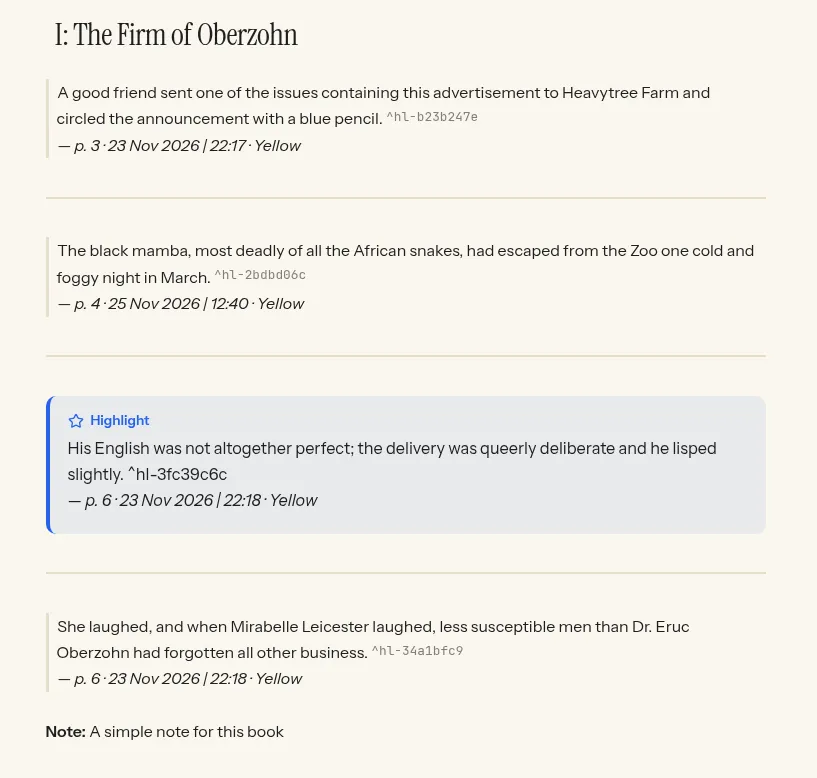 I: The Firm of Oberzohn
A good friend sent one of the issues containing this advertisement to Heavytree Farm and
circled the announcement with a blue pencil. ^hl-b23b247e
— p. 3 · 23 Nov 2026 | 22:17 · Yellow
The black mamba, most deadly of all the African snakes, had escaped from the Zoo one cold and
foggy night in March. ^hl-2bdbd06c
— p. 4 · 25 Nov 2026 | 12:40 · Yellow
Highlight
His English was not altogether perfect; the delivery was queerly deliberate and he lisped
slightly. ^hl-3fc39c6c
— p. 6 · 23 Nov 2026 | 22:18 · Yellow
She laughed, and when Mirabelle Leicester laughed, less susceptible men than Dr. Eruc
Oberzohn had forgotten all other business. ^hl-34a1bfc9
— p. 6 · 23 Nov 2026 | 22:18 · Yellow
Note: A simple note for this book